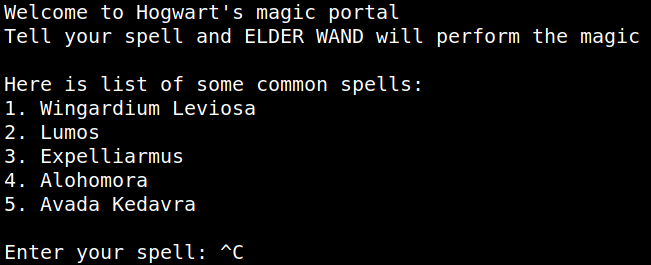 Welcome to Hogwart's magic portal
Tell your spell and ELDER WAND will perform the magic
Here is list of some common spells:
1. Wingardium Leviosa
2. Lumos
3. Expelliarmus
4. Alohomora
5. Avada Kedavra
Enter your spell: ^C